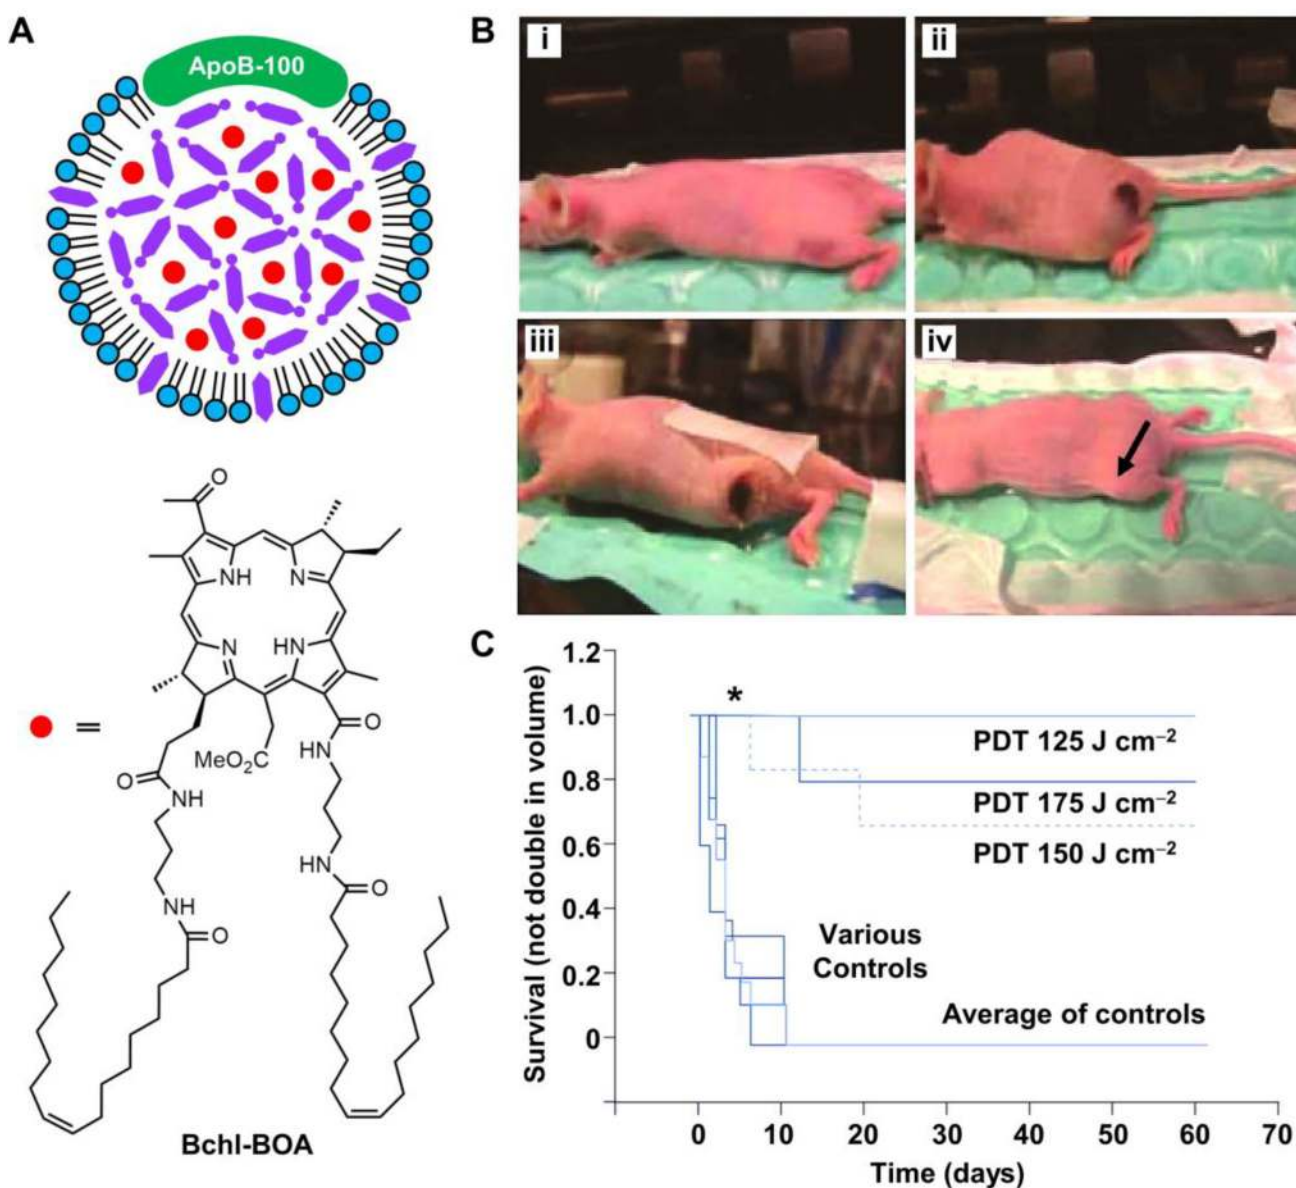 A
ApoB-100
O
NH
N
N
HN
=
O
MeO₂C
HN
O
NH
HN
O
NH
O
Bchl-BOA
B
i
ii
iii
iv
C
Survival (not double in volume)
1.2
1.0
0.8
0.6
0.4
0.2
0
*
PDT 125 J cm⁻²
PDT 175 J cm⁻²
PDT 150 J cm⁻²
Various
Controls
Average of controls
0 10 20 30 40 50 60 70
Time (days)